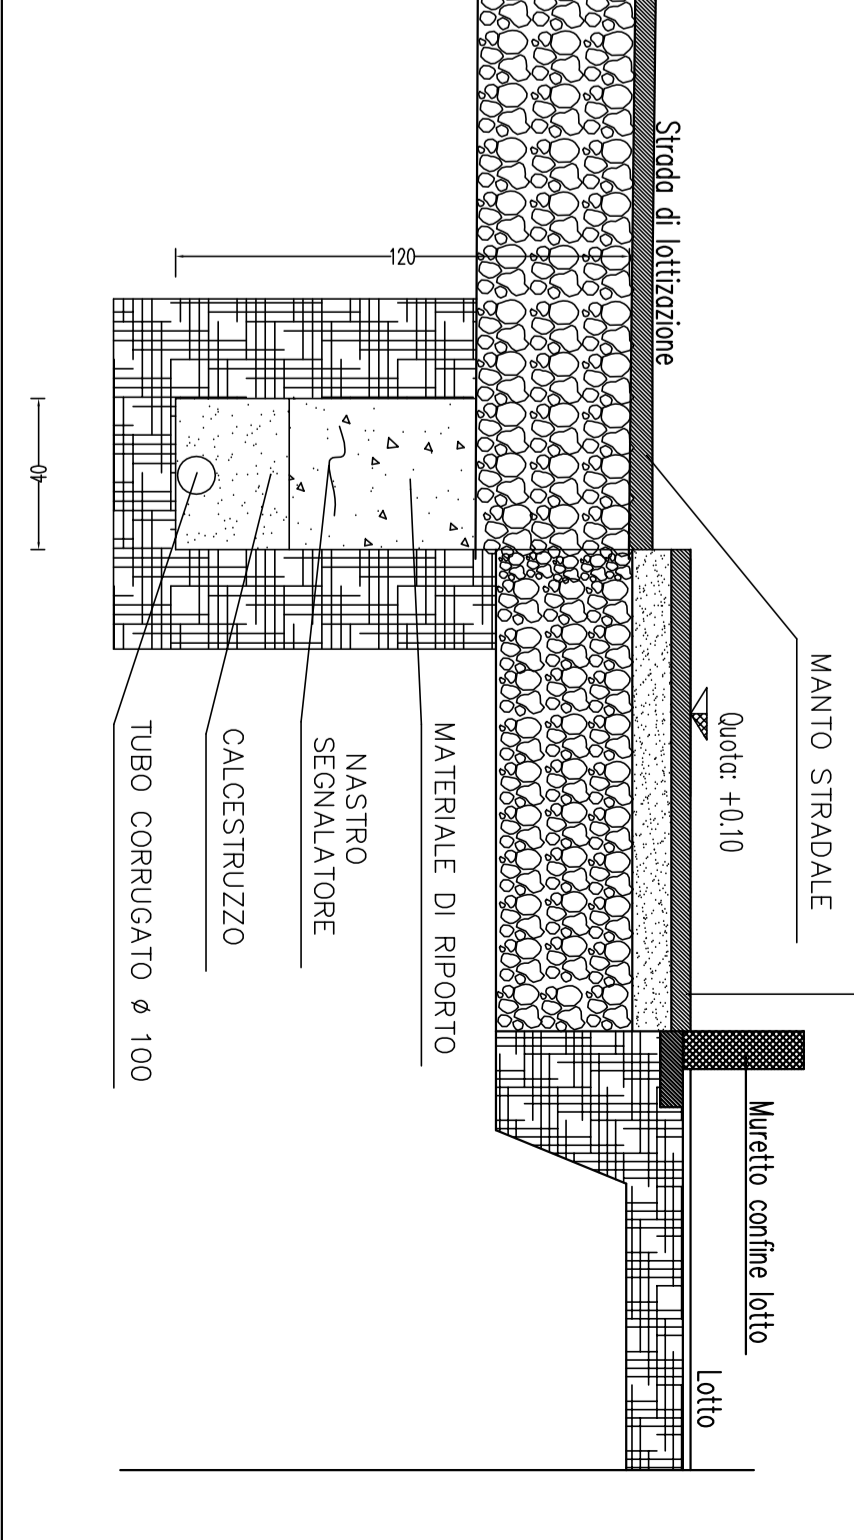 MANTO STRADALE
Quota: +0.10
Strada di lottizazione
Muretto confine lotto
Lotto
120
MATERIALE DI RIPORTO
NASTRO
SEGNALATORE
CALCESTRUZZO
TUBO CORRUGATO Ø 100
40